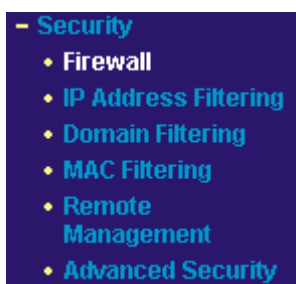 – Security
• Firewall
• IP Address Filtering
• Domain Filtering
• MAC Filtering
• Remote
Management
• Advanced Security